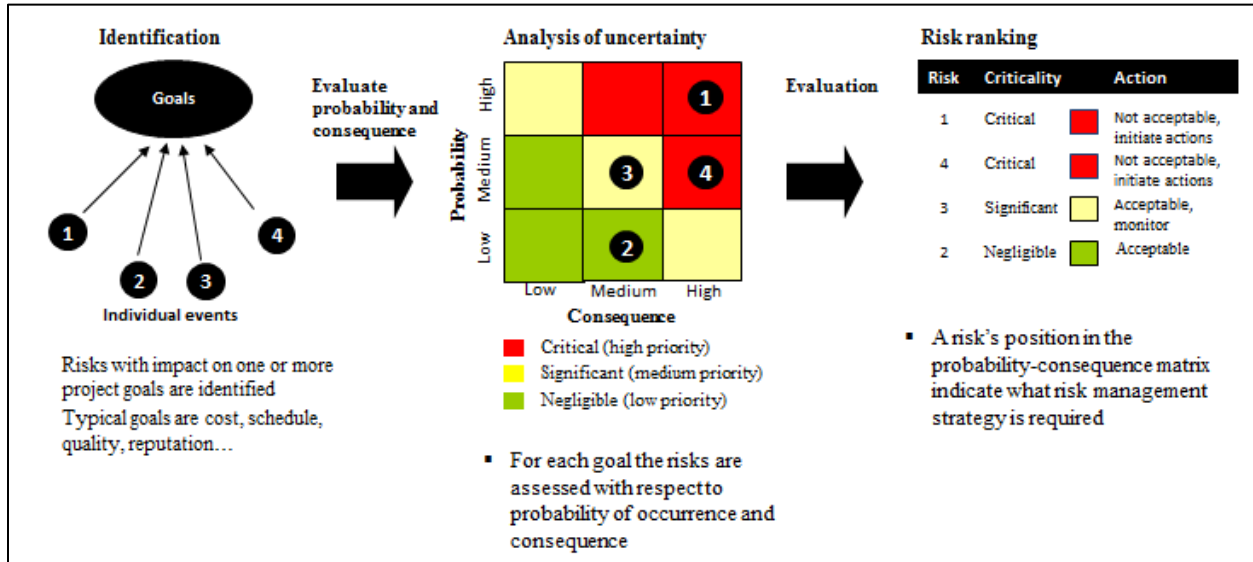 Identification
Goals
1
2
3
4
Individual events
Risks with impact on one or more
project goals are identified
Typical goals are cost, schedule,
quality, reputation…
Evaluate
probability and
consequence
Analysis of uncertainty
Probability
High
Medium
Low
1
3
4
2
Low Medium High
Consequence
Critical (high priority)
Significant (medium priority)
Negligible (low priority)
▪ For each goal the risks are
assessed with respect to
probability of occurrence and
consequence
Evaluation
Risk ranking
Risk Criticality Action
1 Critical Not acceptable,
initiate actions
4 Critical Not acceptable,
initiate actions
3 Significant Acceptable,
monitor
2 Negligible Acceptable
▪ A risk's position in the
probability-consequence matrix
indicate what risk management
strategy is required